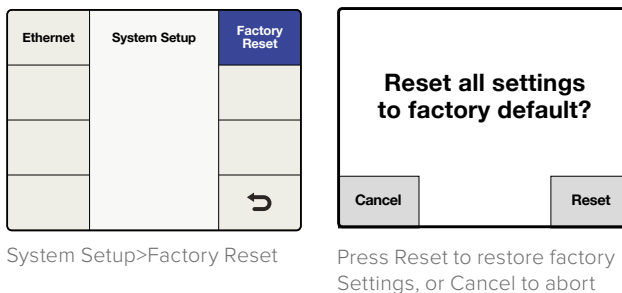 Ethernet
System Setup
Factory
Reset
System Setup>Factory Reset
Reset all settings
to factory default?
Cancel
Reset
Press Reset to restore factory
Settings, or Cancel to abort